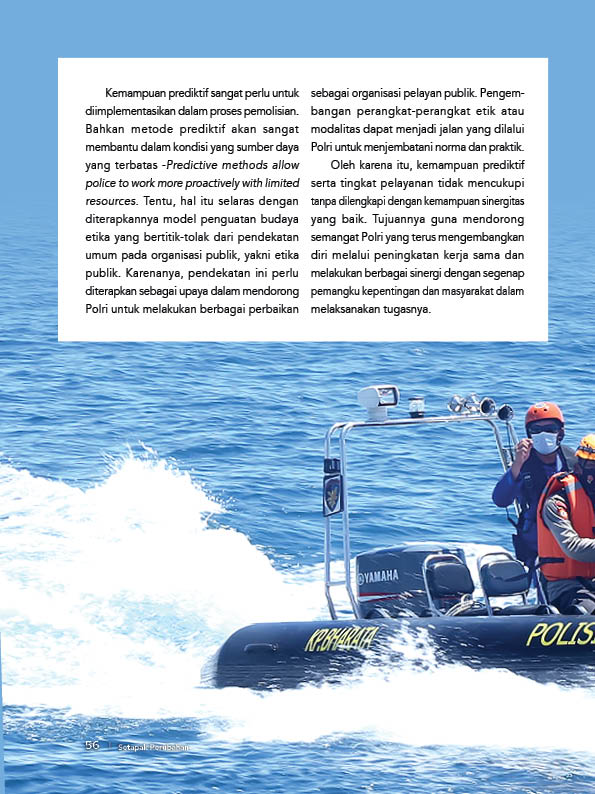 Kemampuan prediktif sangat perlu untuk
diimplementasikan dalam proses pemolisian.
Bahkan metode prediktif akan sangat
membantu dalam kondisi yang sumber daya
yang terbatas -Predictive methods allow
police to work more proactively with limited
resources. Tentu, hal itu selaras dengan
diterapkannya model penguatan budaya
etika yang bertitik-tolak dari pendekatan
umum pada organisasi publik, yakni etika
publik. Karenanya, pendekatan ini perlu
diterapkan sebagai upaya dalam mendorong
Polri untuk melakukan berbagai perbaikan
sebagai organisasi pelayan publik. Pengem-
bangan perangkat-perangkat etik atau
modalitas dapat menjadi jalan yang dilalui
Polri untuk menjembatani norma dan praktik.
Oleh karena itu, kemampuan prediktif
serta tingkat pelayanan tidak mencukupi
tanpa dilengkapi dengan kemampuan sinergitas
yang baik. Tujuannya guna mendorong
semangat Polri yang terus mengembangkan
diri melalui peningkatan kerja sama dan
melakukan berbagai sinergi dengan segenap
pemangku kepentingan dan masyarakat dalam
melaksanakan tugasnya.
YAMAHA
KP.BHARATA
POLISI
56 | Setapak Perubahan